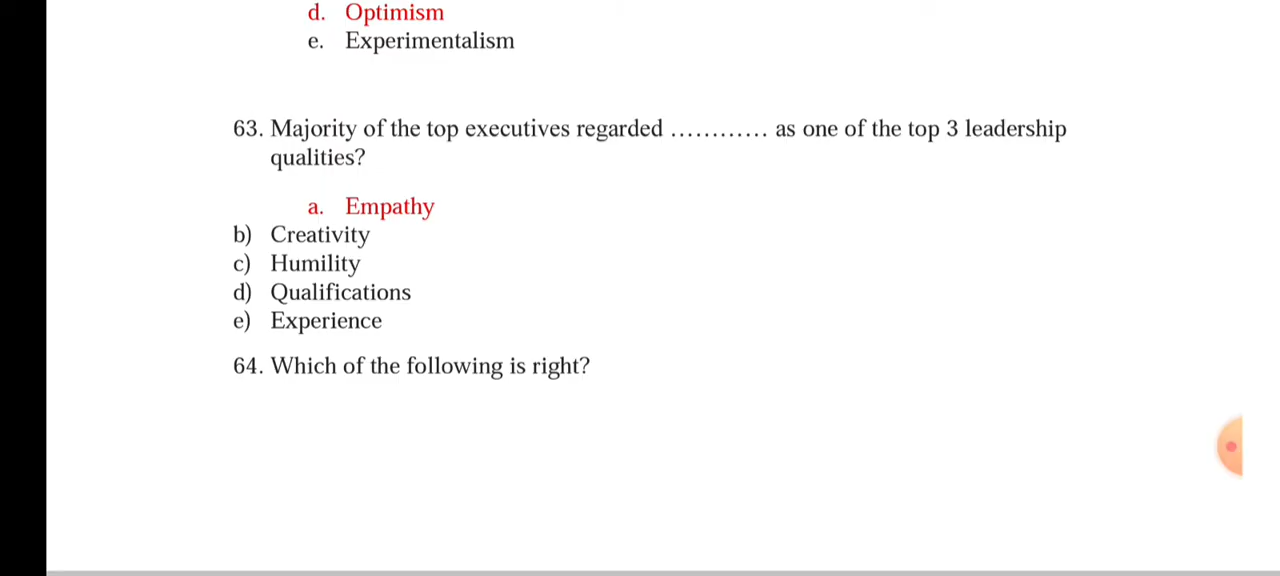 d. Optimism
e. Experimentalism
63. Majority of the top executives regarded ............ as one of the top 3 leadership
qualities?
a. Empathy
b) Creativity
c) Humility
d) Qualifications
e) Experience
64. Which of the following is right?